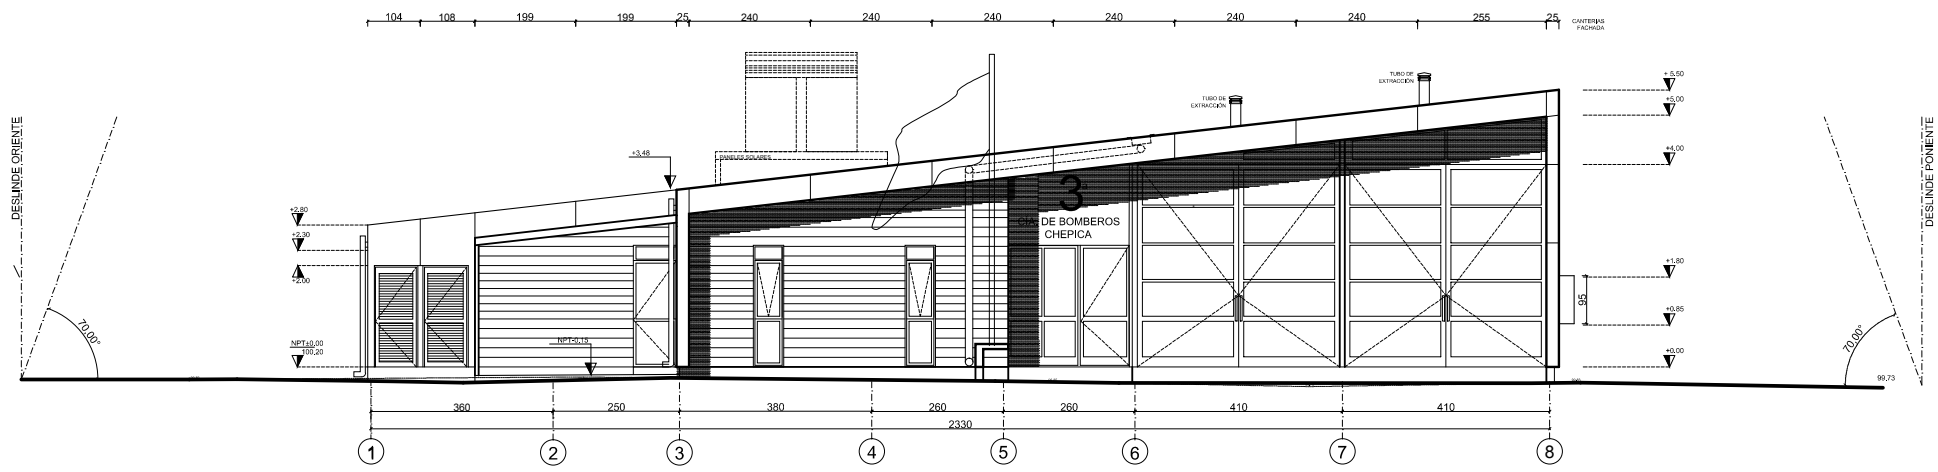 104 108 199 199 25 240 240 240 240 240 240 255 25
CANTERIAS
FACHADA
TUBO DE
EXTRACCIÓN
TUBO DE
EXTRACCIÓN
+ 5.50
+5.00
+4.00
+1.80
+0.85
+0.00
95
PANELES SOLARES
+3,48
+2.80
+2.30
+2.00
NPT±0,00
100,20
NPT-0,15
3
CIA. DE BOMBEROS
CHEPICA
DESLINDE ORIENTE
DESLINDE PONIENTE
70,00°
70,00°
99,73
360 250 380 260 260 410 410
2330
1 2 3 4 5 6 7 8